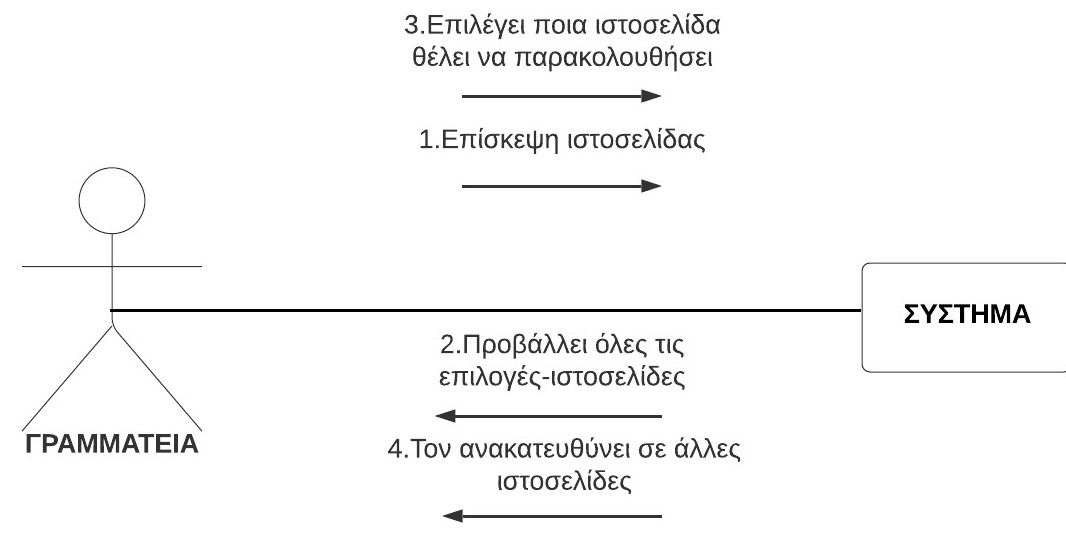 3.Επιλέγει ποια ιστοσελίδα
θέλει να παρακολουθήσει
1.Επίσκεψη ιστοσελίδας
ΣΥΣΤΗΜΑ
2.Προβάλλει όλες τις
επιλογές-ιστοσελίδες
ΓΡΑΜΜΑΤΕΙΑ
4.Τον ανακατευθύνει σε άλλες
ιστοσελίδες